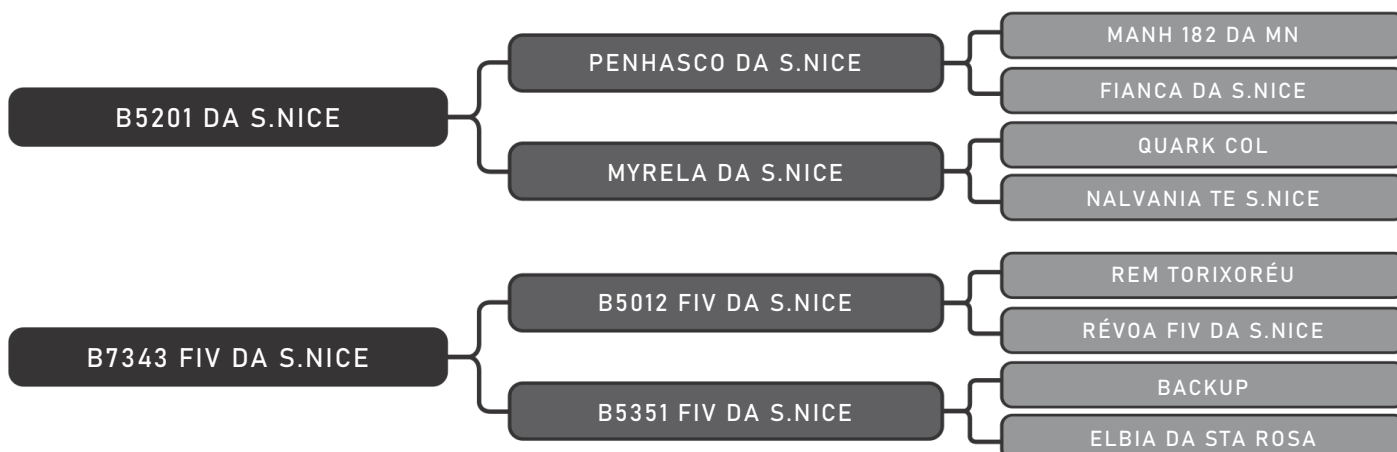 B5201 DA S.NICE
PENHASCO DA S.NICE
MYRELA DA S.NICE
MANH 182 DA MN
FIANCA DA S.NICE
QUARK COL
NALVANIA TE S.NICE
B7343 FIV DA S.NICE
B5012 FIV DA S.NICE
B5351 FIV DA S.NICE
REM TORIXORÉU
RÉVOA FIV DA S.NICE
BACKUP
ELBIA DA STA ROSA